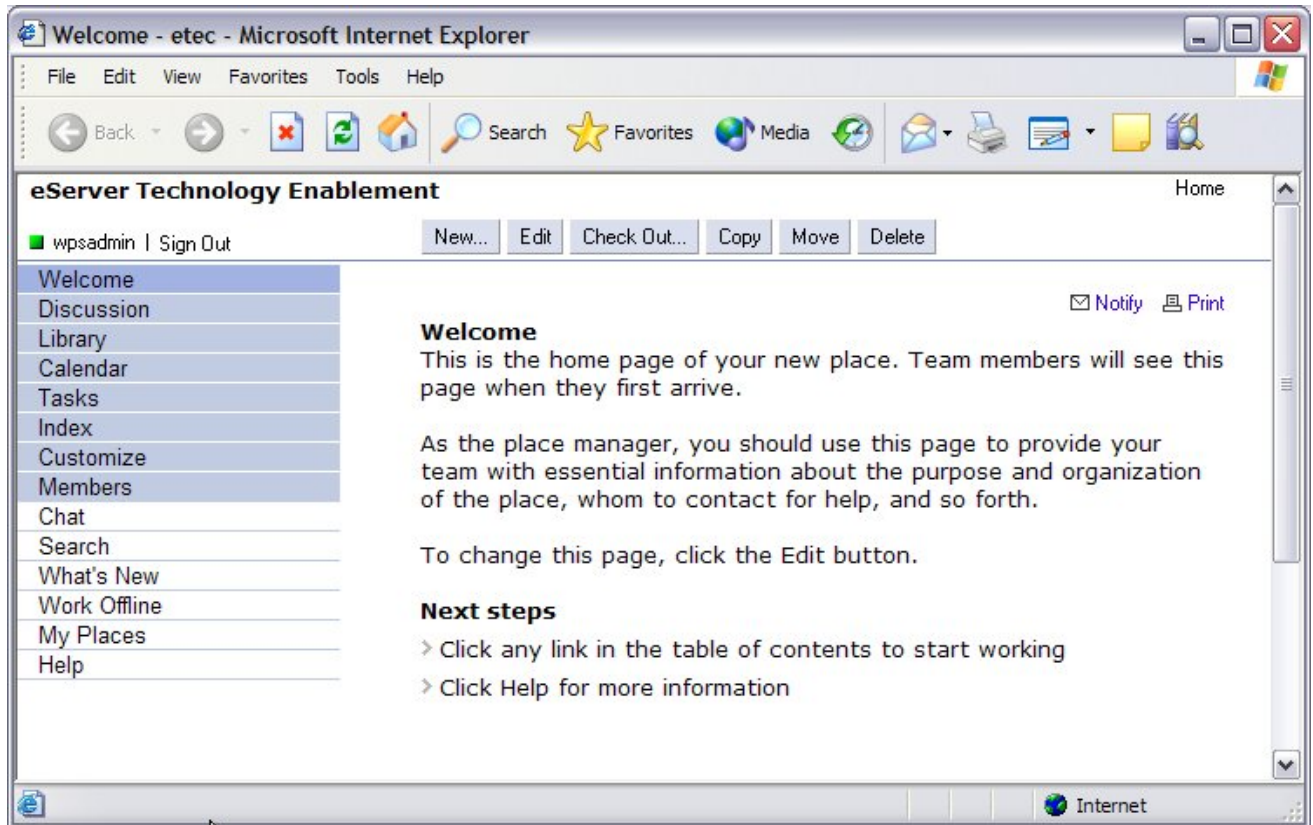 Welcome - etec - Microsoft Internet Explorer
File Edit View Favorites Tools Help
Back Search Favorites Media
eServer Technology Enablement Home
wpsadmin | Sign Out New... Edit Check Out... Copy Move Delete
Welcome
Discussion
Library
Calendar
Tasks
Index
Customize
Members
Chat
Search
What's New
Work Offline
My Places
Help
Notify Print
Welcome
This is the home page of your new place. Team members will see this
page when they first arrive.
As the place manager, you should use this page to provide your
team with essential information about the purpose and organization
of the place, whom to contact for help, and so forth.
To change this page, click the Edit button.
Next steps
Click any link in the table of contents to start working
Click Help for more information
Internet